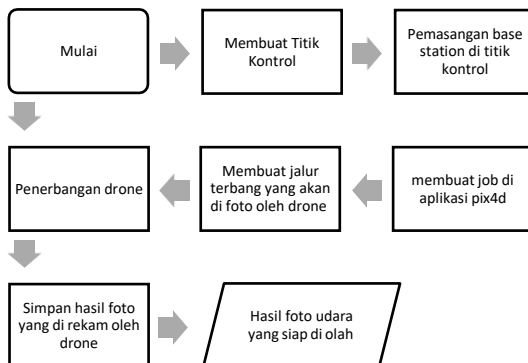 Mulai
Membuat Titik
Kontrol
Pemasangan base
station di titik
kontrol
Penerbangan drone
Membuat jalur
terbang yang akan
di foto oleh drone
membuat job di
aplikasi pix4d
Simpan hasil foto
yang di rekam oleh
drone
Hasil foto udara
yang siap di olah